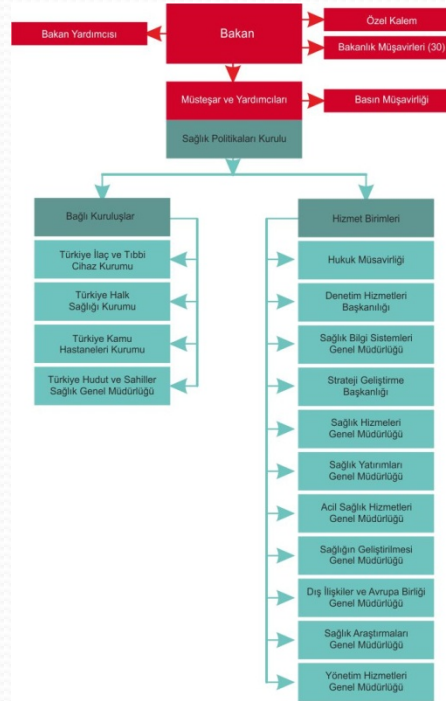 Özel Kalem
Bakan Yardımcısı
Bakan
Bakanlık Müşavirleri (30)
Müsteşar ve Yardımcıları
Basın Müşavirliği
Sağlık Politikaları Kurulu
Bağlı Kuruluşlar
Türkiye İlaç ve Tıbbi
Cihaz Kurumu
Türkiye Halk
Sağlığı Kurumu
Türkiye Kamu
Hastaneleri Kurumu
Türkiye Hudut ve Sahiller
Sağlık Genel Müdürlüğü
Hizmet Birimleri
Hukuk Müsavirliği
Denetim Hizmetleri
Başkanılığı
Sağlık Bilgi Sistemleri
Genel Müdürlüğü
Strateji Geliştirme
Başkanlığı
Sağlık Hizmeleri
Genel Müdürlüğü
Sağlık Yatırımları
Genel Müdürlüğü
Acil Sağlık Hizmetleri
Genel Müdürlüğü
Sağlığın Geliştirilmesi
Genel Müdürlüğü
Dış İlişkiler ve Avrupa Birliği
Genel Müdürlüğü
Sağlık Araştırmaları
Genel Müdürlüğü
Yönetim Hizmetleri
Genel Müdürlüğü